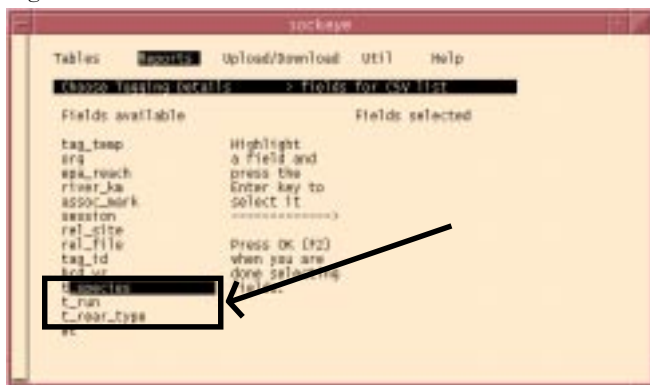 sockeye
Tables Reports Upload/Download Util Help
Choose Tagging Details > fields for CSV list
Fields available Fields selected
tag_temp Highlight
org a field and
epa_reach press the
river_km Enter key to
assoc_mark select it
session ------------->
rel_site
rel_file Press OK (F2)
tag_id when you are
brd_yr done selecting
t_species fields.
t_run
t_rear_type